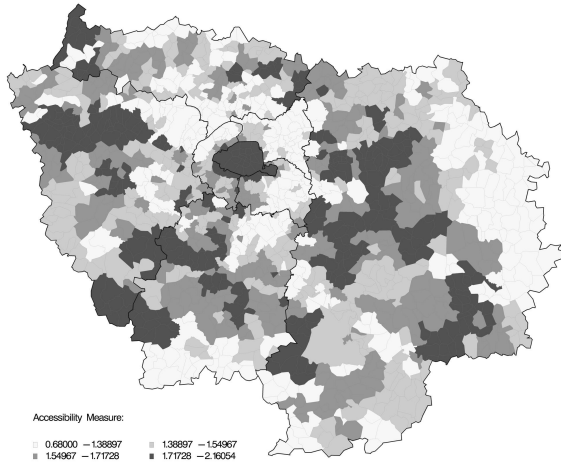 Accessibility Measure:
0.68000 – 1.38897 1.38897 – 1.54967
1.54967 – 1.71728 1.71728 – 2.16054